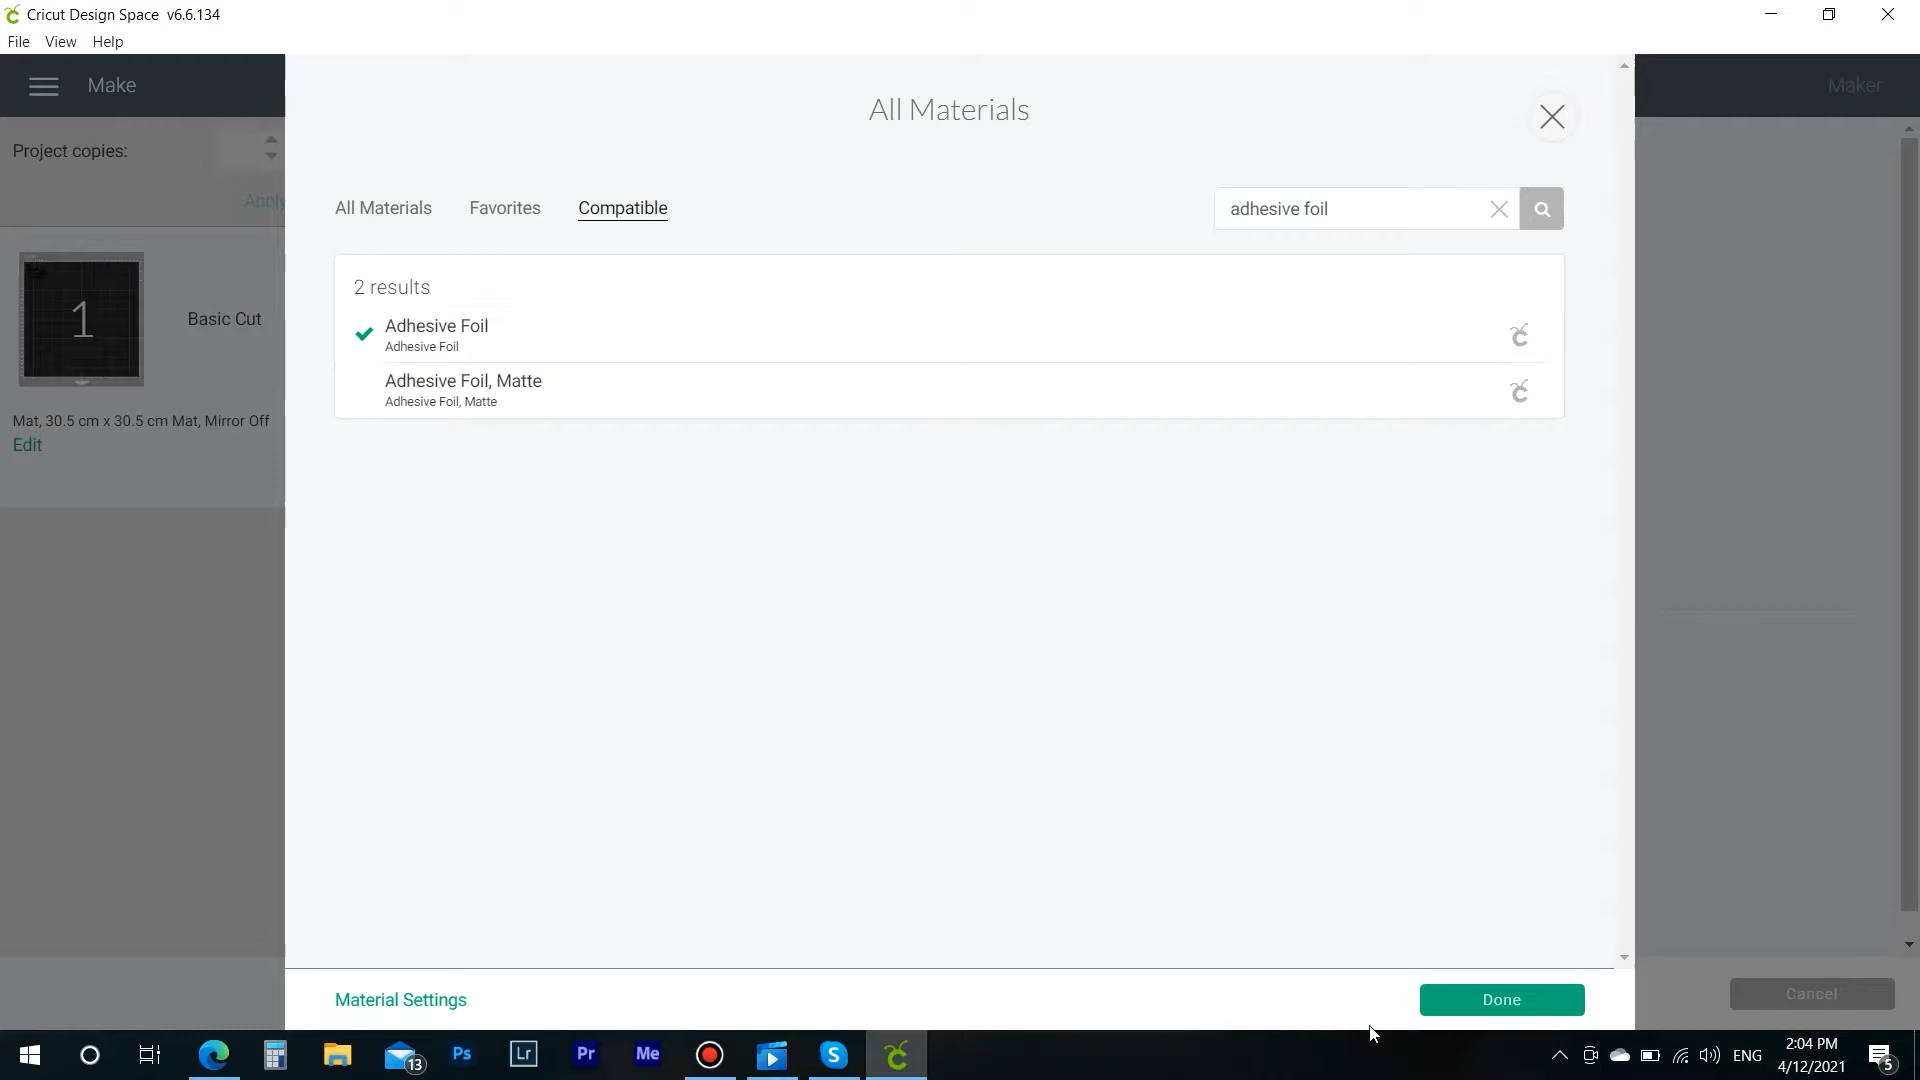 Cricut Design Space v6.6.134
File View Help
Make
Maker
All Materials
Project copies:
Apply
All Materials Favorites Compatible
adhesive foil
2 results
Adhesive Foil
Adhesive Foil
Adhesive Foil, Matte
Adhesive Foil, Matte
1
Basic Cut
Mat, 30.5 cm x 30.5 cm Mat, Mirror Off
Edit
Material Settings
Done
Cancel
13
Ps
Lr
Pr
Me
S
ENG
2:04 PM
4/12/2021
5